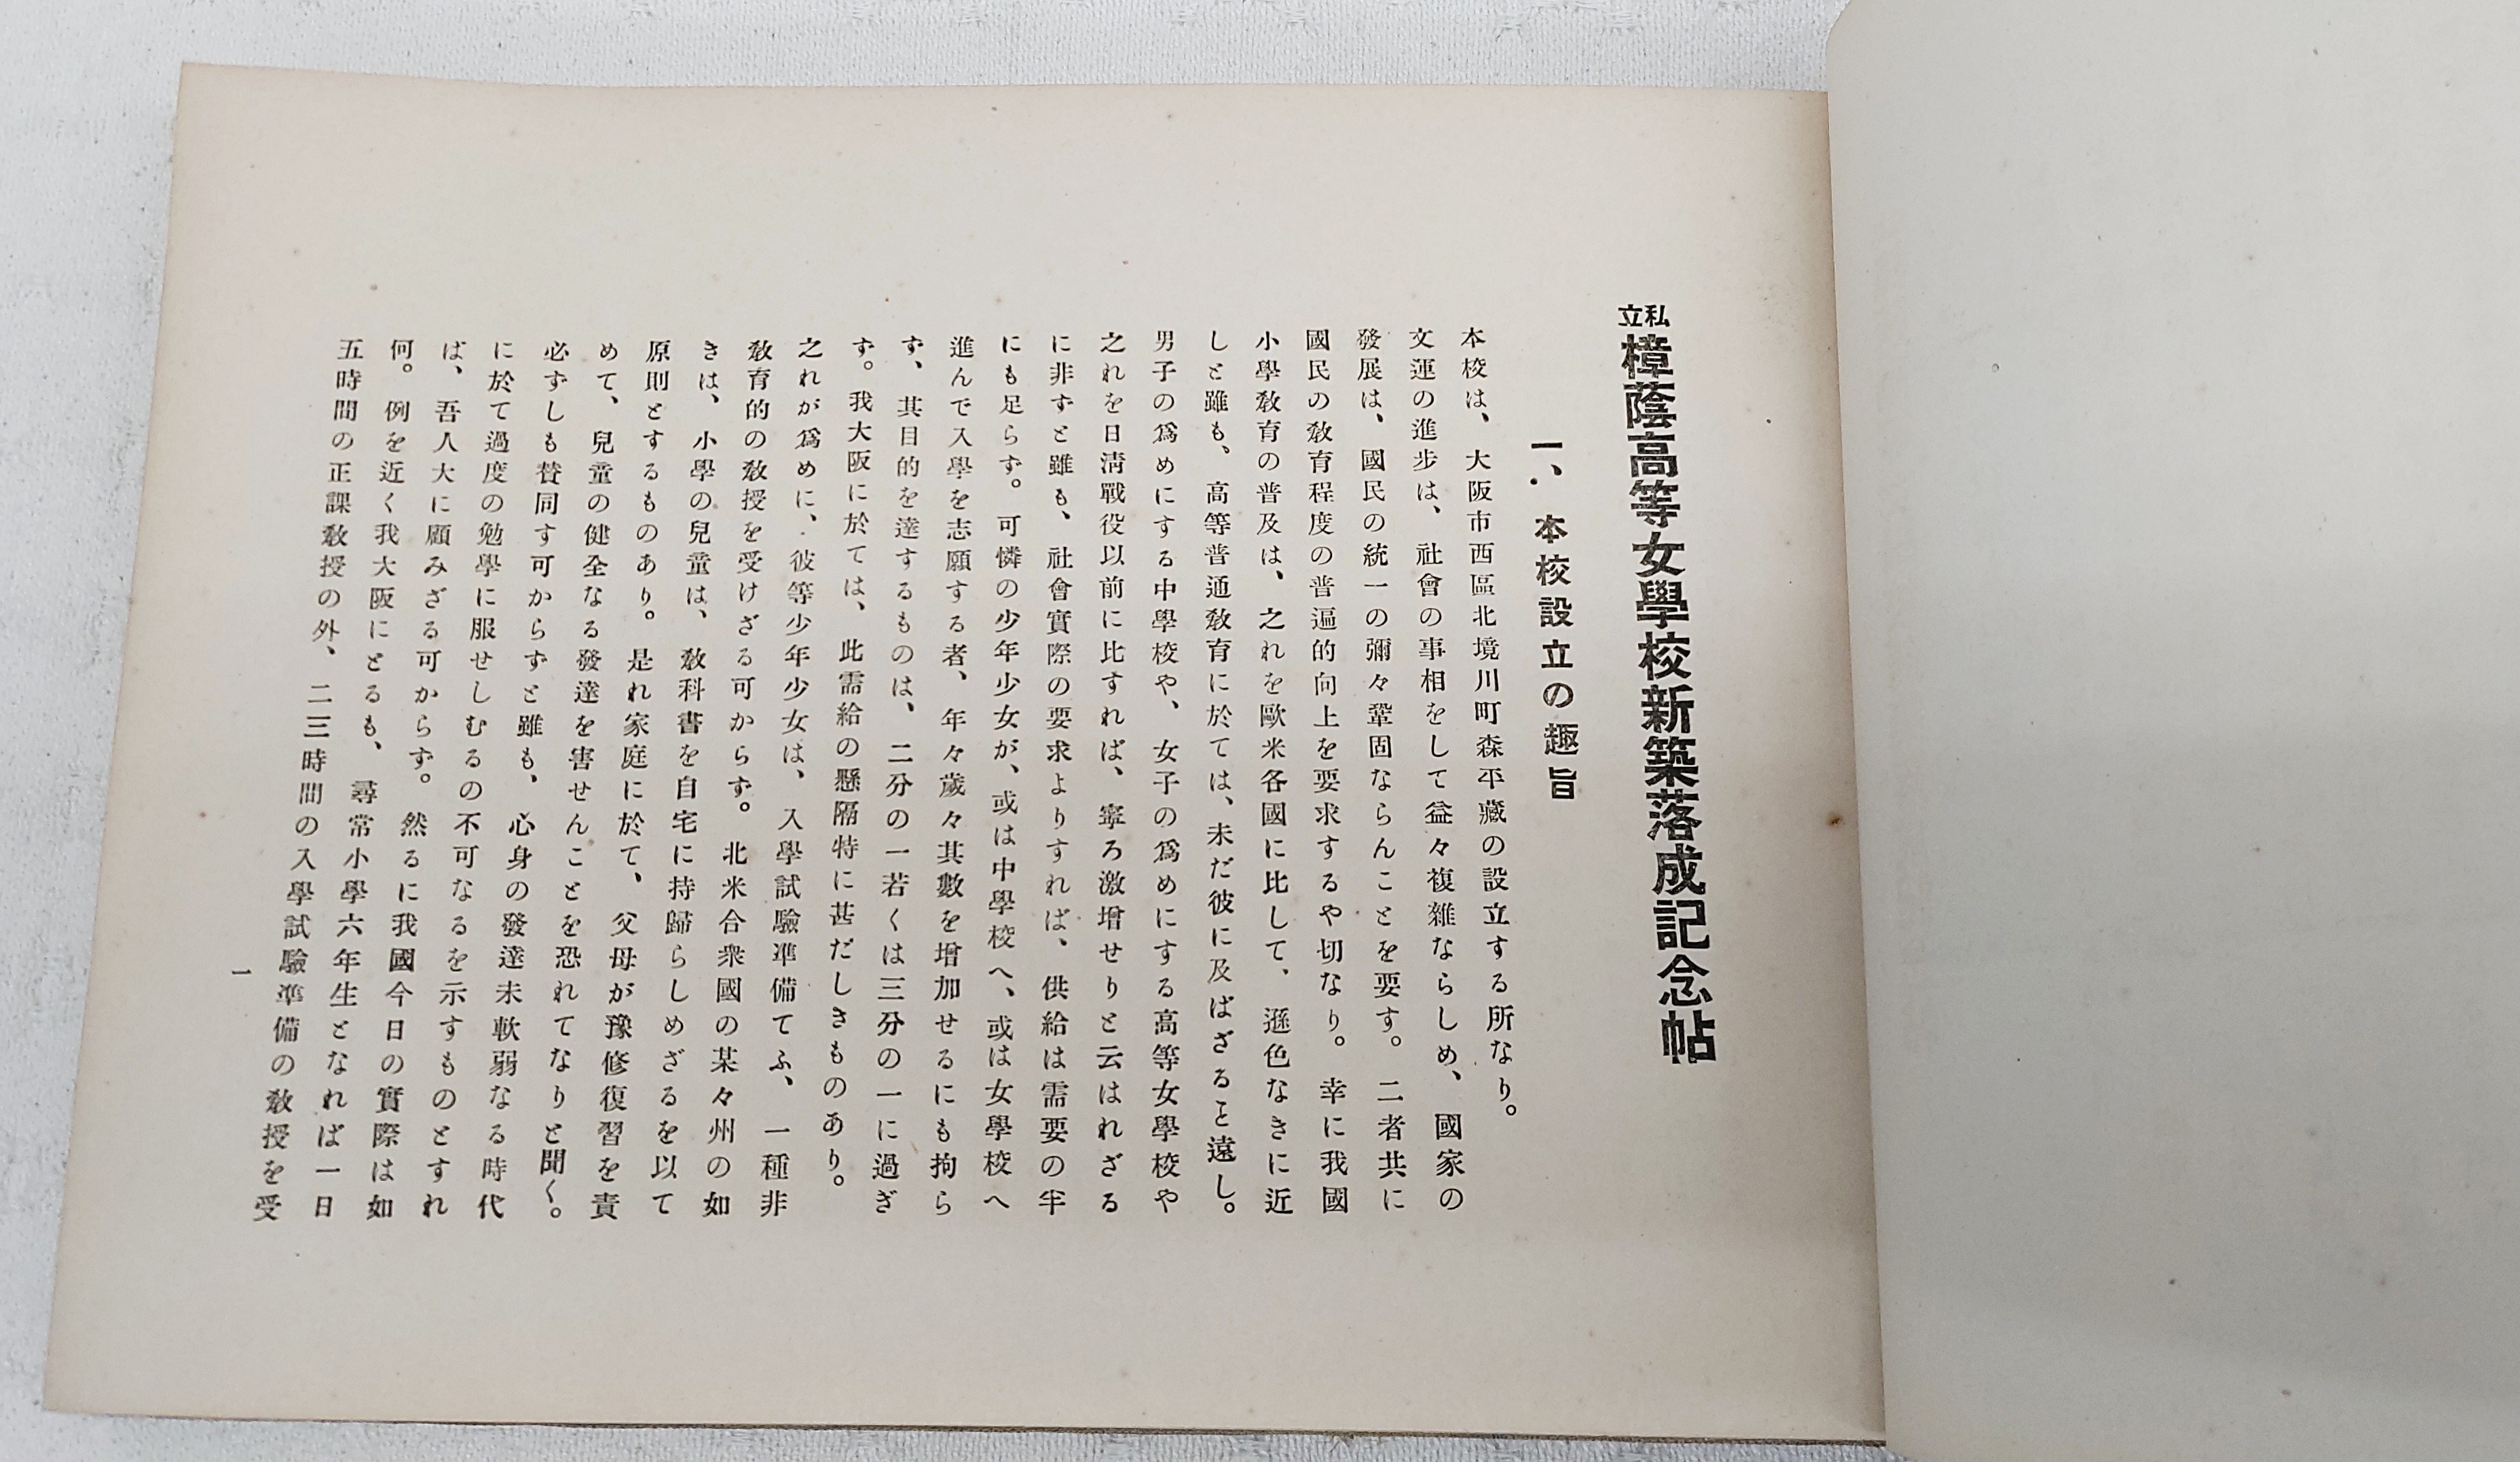 私立樟蔭高等女學校新築落成記念帖
一、本校設立の趣旨
本校は、大阪市西區北境川町森平藏の設立する所なり。
文運の進步は、社會の事相をして益々複雜ならしめ、國家の
發展は、國民の統一の彌々鞏固ならんことを要す。二者共に
國民の敎育程度の普遍的向上を要求するや切なり。幸に我國
小學敎育の普及は、之れを歐米各國に比して、遜色なきに近
しと雖も、高等普通敎育に於ては、未だ彼に及ばざること遠し。
男子の爲めにする中學校や、女子の爲めにする高等女學校や
之れを日淸戰役以前に比すれば、寧ろ激增せりと云はれざる
に非ずと雖も、社會實際の要求よりすれば、供給は需要の半
にも足らず。可憐の少年少女が、或は中學校へ、或は女學校へ
進んで入學を志願する者、年々歲々其數を增加せるにも拘ら
ず、其目的を達するものは、二分の一若くは三分の一に過ぎ
ず。我大阪に於ては、此需給の懸隔特に甚だしきものあり。
之れが爲めに、彼等少年少女は、入學試驗準備てふ、一種非
敎育的の敎授を受けざる可からず。北米合衆國の某々州の如
きは、小學の兒童は、敎科書を自宅に持歸らしめざるを以て
原則とするものあり。是れ家庭に於て、父母が豫修復習を責
めて、兒童の健全なる發達を害せんことを恐れてなりと聞く。
必ずしも賛同す可からずと雖も、心身の發達未軟弱なる時代
に於て過度の勉學に服せしむるの不可なるを示すものとすれ
ば、吾人大に顧みざる可からず。然るに我國今日の實際は如
何。例を近く我大阪にとるも、尋常小學六年生となれば一日
五時間の正課敎授の外、二三時間の入學試驗準備の敎授を受
一